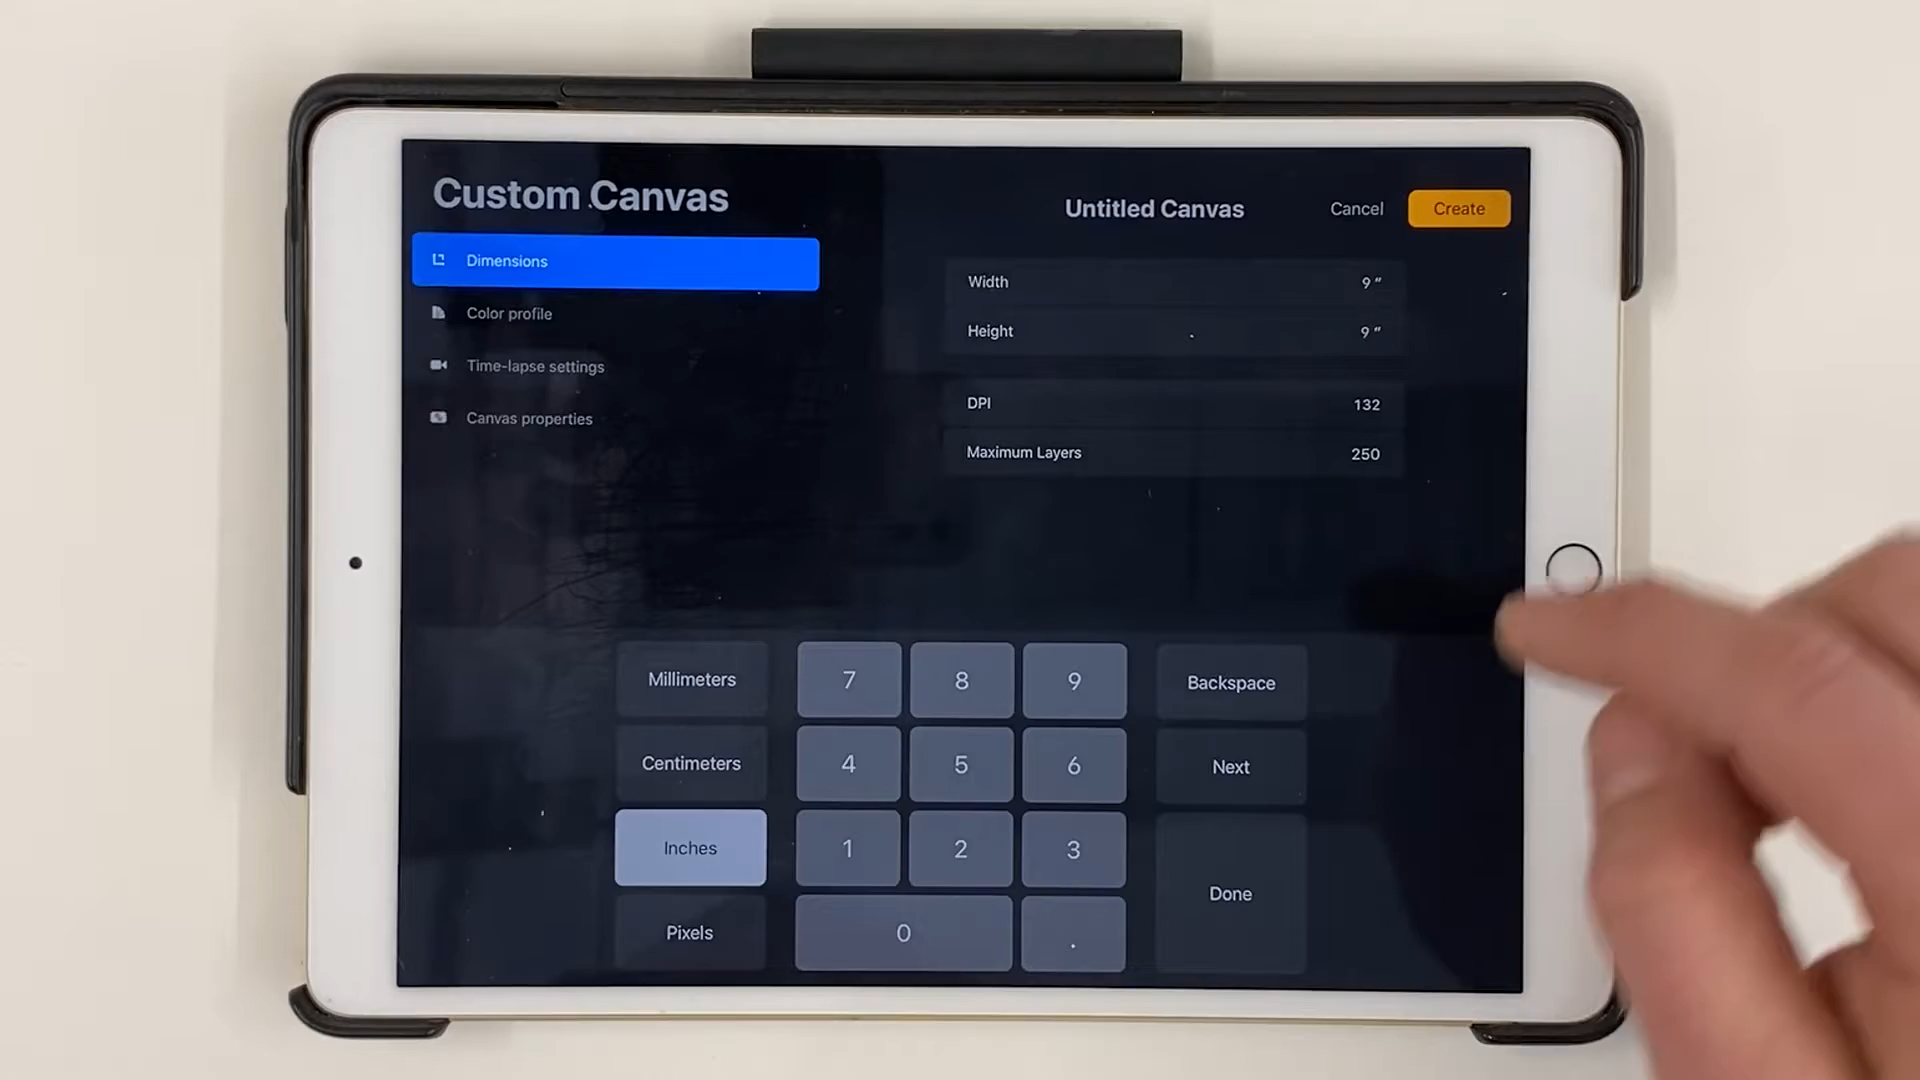 Custom Canvas
Dimensions
Color profile
Time-lapse settings
Canvas properties
Untitled Canvas
Cancel
Create
Width 9 "
Height 9 "
DPI 132
Maximum Layers 250
Millimeters 7 8 9 Backspace
Centimeters 4 5 6 Next
Inches 1 2 3 Done
Pixels 0 .